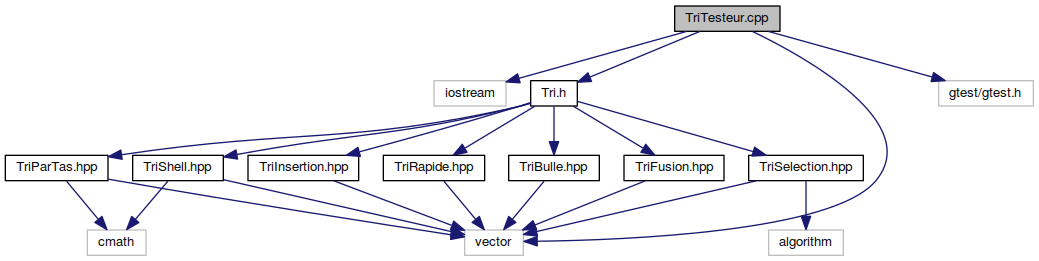 TriTesteur.cpp
iostream
Tri.h
gtest/gtest.h
TriParTas.hpp
TriShell.hpp
TriInsertion.hpp
TriRapide.hpp
TriBulle.hpp
TriFusion.hpp
TriSelection.hpp
cmath
vector
algorithm